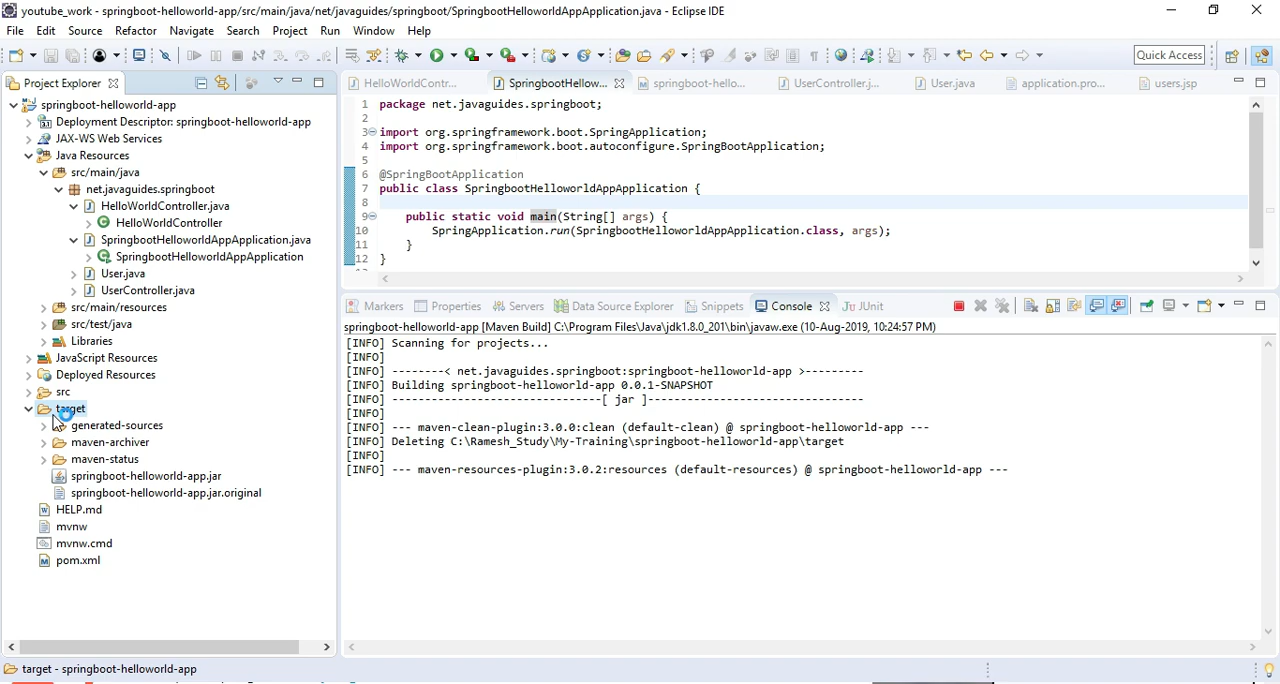 youtube_work - springboot-helloworld-app/src/main/java/net/javaguides/springboot/SpringbootHelloworldAppApplication.java - Eclipse IDE
File Edit Source Refactor Navigate Search Project Run Window Help
Quick Access
Project Explorer
HelloWorldContr...
SpringbootHellow...
springboot-hello...
UserController.j...
User.java
application.pro...
users.jsp
springboot-helloworld-app
Deployment Descriptor: springboot-helloworld-app
JAX-WS Web Services
Java Resources
src/main/java
net.javaguides.springboot
HelloWorldController.java
HelloWorldController
SpringbootHelloworldAppApplication.java
SpringbootHelloworldAppApplication
User.java
UserController.java
src/main/resources
src/test/java
Libraries
JavaScript Resources
Deployed Resources
src
target
generated-sources
maven-archiver
maven-status
springboot-helloworld-app.jar
springboot-helloworld-app.jar.original
HELP.md
mvnw
mvnw.cmd
pom.xml
1 package net.javaguides.springboot;
2
3 import org.springframework.boot.SpringApplication;
4 import org.springframework.boot.autoconfigure.SpringBootApplication;
5
6 @SpringBootApplication
7 public class SpringbootHelloworldAppApplication {
8
9 public static void main(String[] args) {
10 SpringApplication.run(SpringbootHelloworldAppApplication.class, args);
11 }
12 }
Markers Properties Servers Data Source Explorer Snippets Console JUnit
springboot-helloworld-app [Maven Build] C:\Program Files\Java\jdk1.8.0_201\bin\javaw.exe (10-Aug-2019, 10:24:57 PM)
[INFO] Scanning for projects...
[INFO]
[INFO] --------< net.javaguides.springboot:springboot-helloworld-app >---------
[INFO] Building springboot-helloworld-app 0.0.1-SNAPSHOT
[INFO] --------------------------------[ jar ]---------------------------------
[INFO]
[INFO] --- maven-clean-plugin:3.0.0:clean (default-clean) @ springboot-helloworld-app ---
[INFO] Deleting C:\Ramesh_Study\My-Training\springboot-helloworld-app\target
[INFO]
[INFO] --- maven-resources-plugin:3.0.2:resources (default-resources) @ springboot-helloworld-app ---
target - springboot-helloworld-app